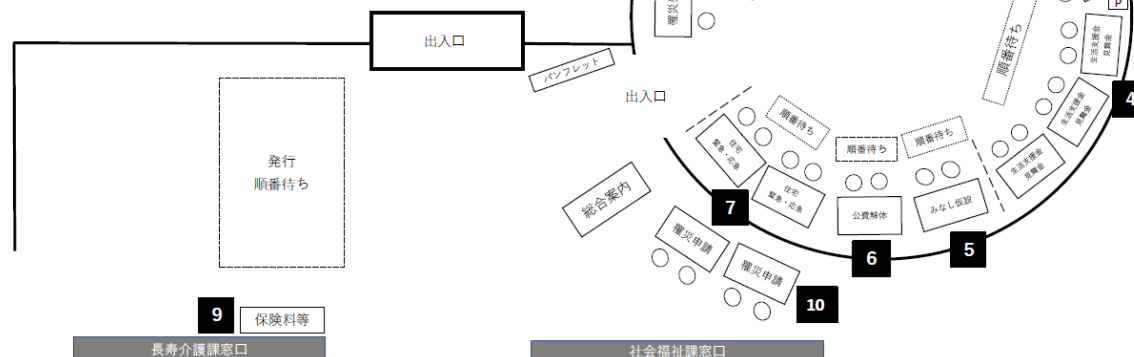 罹災
出入口
パンフレット
出入口
順番待ち
P
生活支援金
見舞金
4
生活支援金
見舞金
生活支援金
見舞金
順番待ち
順番待ち
順番待ち
住宅
緊急・応急
住宅
緊急・応急
公費解体
みなし仮設
7
6
5
発行
順番待ち
総合案内
罹災申請
罹災申請
10
9
保険料等
長寿介護課窓口
社会福祉課窓口